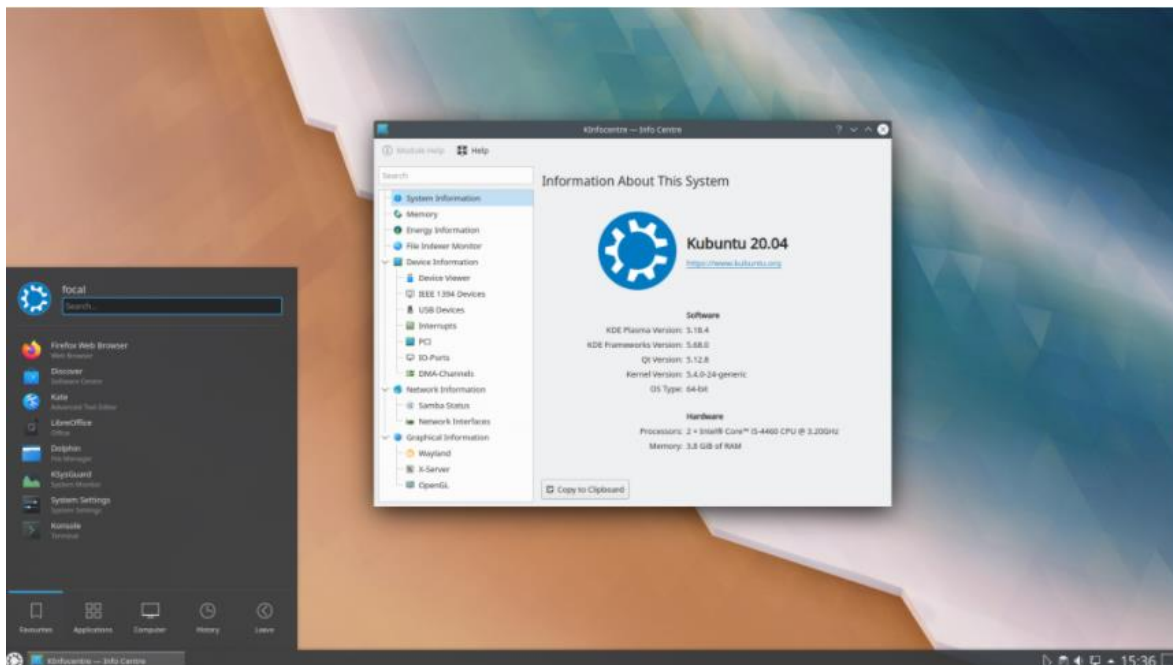 KInfocentre — Info Centre
Module Help
Help
Search
System Information
Memory
Energy Information
File Indexer Monitor
Device Information
Device Viewer
IEEE 1394 Devices
USB Devices
Interrupts
PCI
IO-Ports
DMA-Channels
Network Information
Samba Status
Network Interfaces
Graphical Information
Wayland
X-Server
OpenGL
Information About This System
Kubuntu 20.04
https://www.kubuntu.org
Software
KDE Plasma Version: 5.18.4
KDE Frameworks Version: 5.68.0
Qt Version: 5.12.8
Kernel Version: 5.4.0-24-generic
OS Type: 64-bit
Hardware
Processors: 2 × Intel® Core™ i5-4460 CPU @ 3.20GHz
Memory: 3.8 GiB of RAM
Copy to Clipboard
focal
Search...
Firefox Web Browser
Web Browser
Discover
Software Centre
Kate
Advanced Text Editor
LibreOffice
Office
Dolphin
File Manager
KSysGuard
System Monitor
System Settings
System Settings
Konsole
Terminal
Favourites
Applications
Computer
History
Leave
KInfocentre — Info Centre
15:36